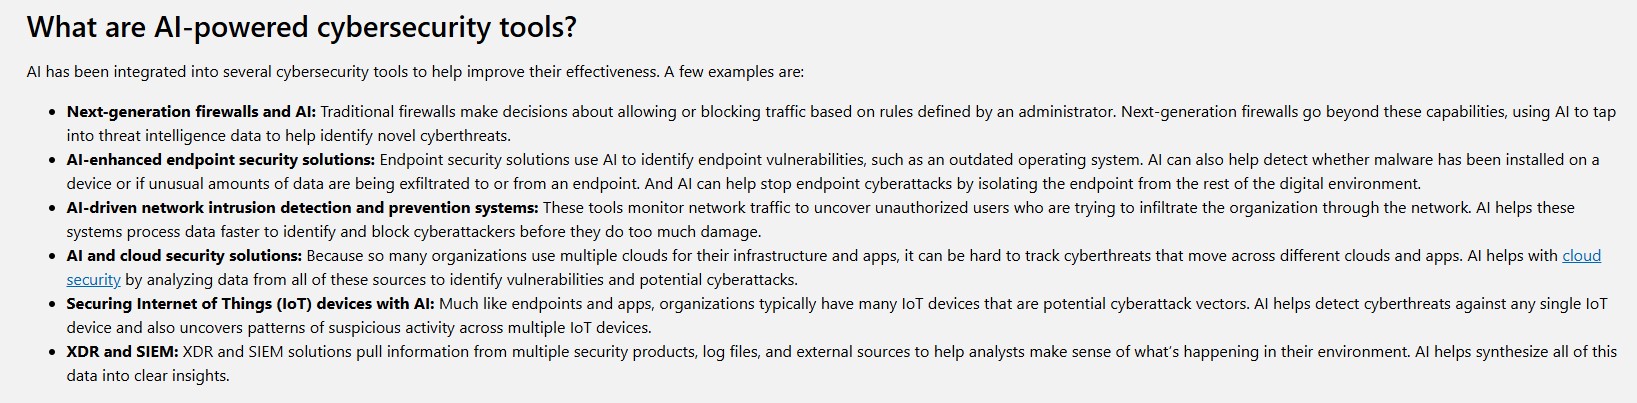 What are AI-powered cybersecurity tools?
AI has been integrated into several cybersecurity tools to help improve their effectiveness. A few examples are:
• Next-generation firewalls and AI: Traditional firewalls make decisions about allowing or blocking traffic based on rules defined by an administrator. Next-generation firewalls go beyond these capabilities, using AI to tap
into threat intelligence data to help identify novel cyberthreats.
• AI-enhanced endpoint security solutions: Endpoint security solutions use AI to identify endpoint vulnerabilities, such as an outdated operating system. AI can also help detect whether malware has been installed on a
device or if unusual amounts of data are being exfiltrated to or from an endpoint. And AI can help stop endpoint cyberattacks by isolating the endpoint from the rest of the digital environment.
• AI-driven network intrusion detection and prevention systems: These tools monitor network traffic to uncover unauthorized users who are trying to infiltrate the organization through the network. AI helps these
systems process data faster to identify and block cyberattackers before they do too much damage.
• AI and cloud security solutions: Because so many organizations use multiple clouds for their infrastructure and apps, it can be hard to track cyberthreats that move across different clouds and apps. AI helps with cloud
security by analyzing data from all of these sources to identify vulnerabilities and potential cyberattacks.
• Securing Internet of Things (IoT) devices with AI: Much like endpoints and apps, organizations typically have many IoT devices that are potential cyberattack vectors. AI helps detect cyberthreats against any single IoT
device and also uncovers patterns of suspicious activity across multiple IoT devices.
• XDR and SIEM: XDR and SIEM solutions pull information from multiple security products, log files, and external sources to help analysts make sense of what's happening in their environment. AI helps synthesize all of this
data into clear insights.